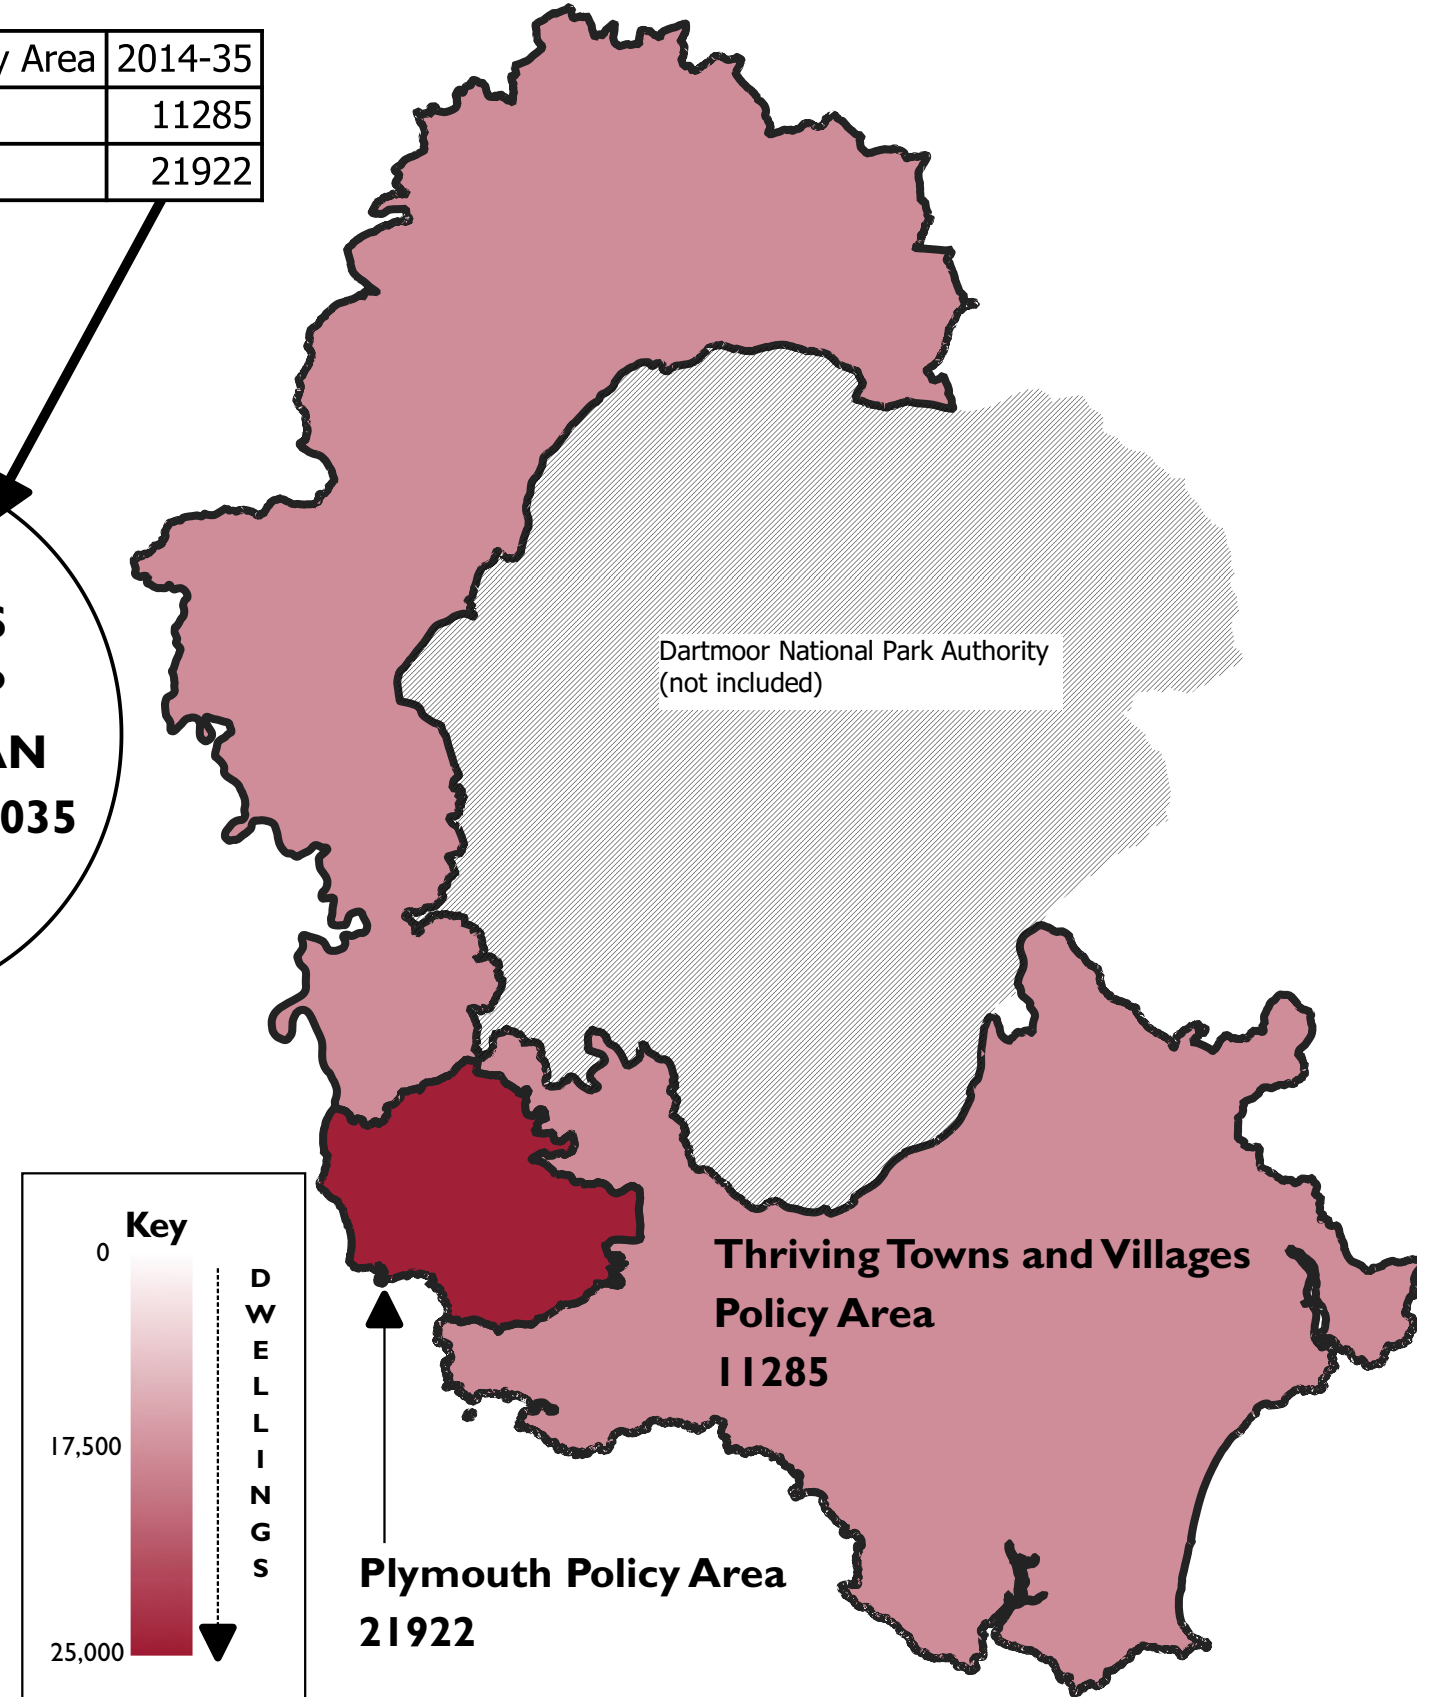 Area 2014-35
11285
21922
035
Dartmoor National Park Authority
(not included)
Key
0
17,500
25,000
DWELLINGS
Thriving Towns and Villages
Policy Area
11285
Plymouth Policy Area
21922